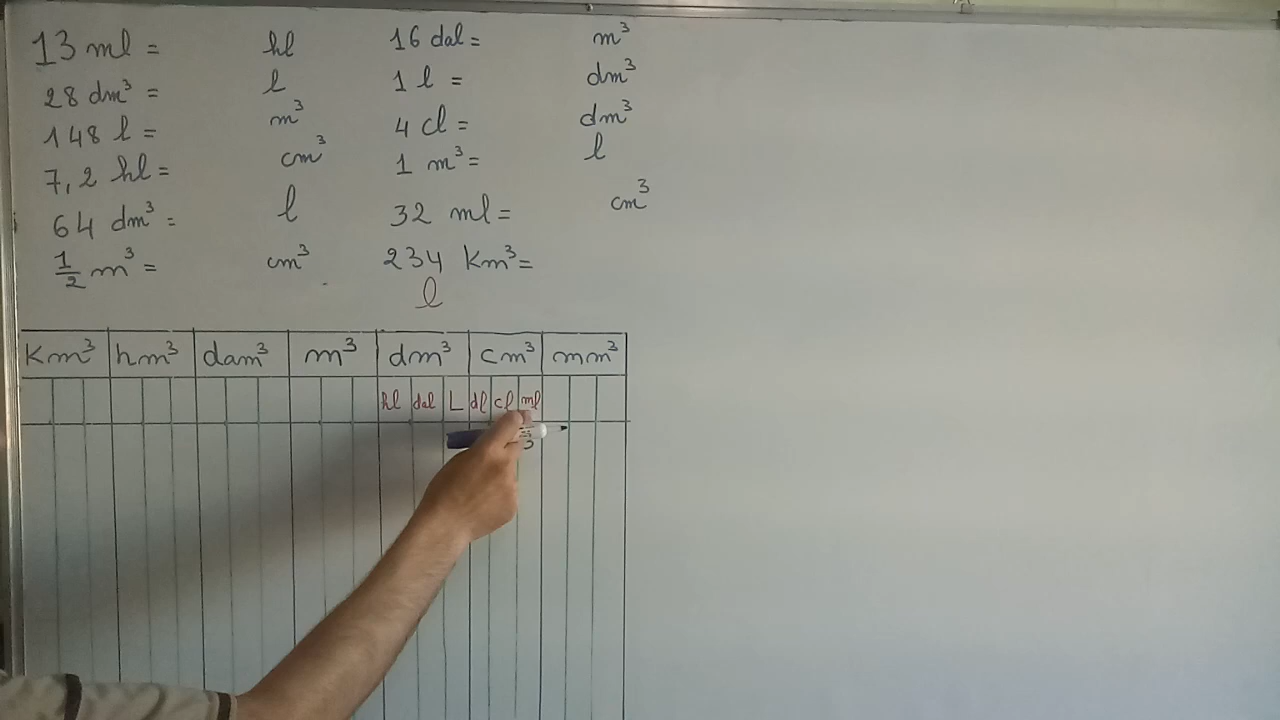 13 ml = hl
28 dm³ = l
148 l = m³
7,2 hl = cm³
64 dm³ = l
1/2 m³ = cm³
16 dal = m³
1 l = dm³
4 cl = dm³
1 m³ = l
32 ml = cm³
234 Km³ =
l
Km³ hm³ dam³ m³ dm³ cm³ mm³
hl dal L dl cl ml